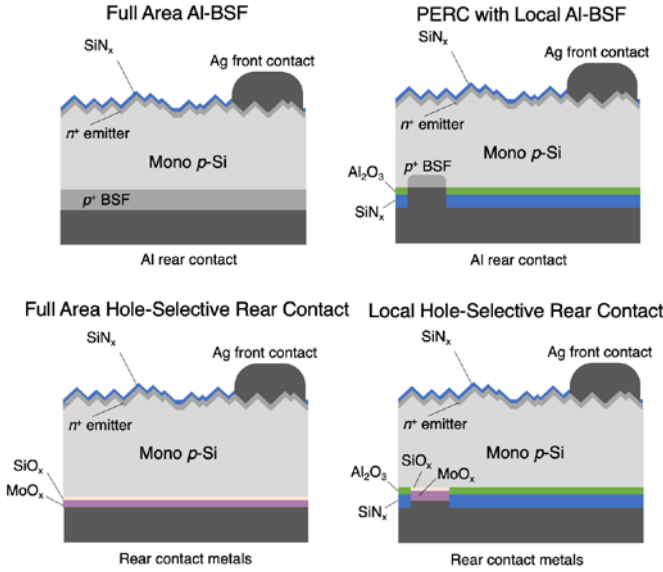 Full Area Al-BSF
SiNx
Ag front contact
n+ emitter
Mono p-Si
p+ BSF
Al rear contact
PERC with Local Al-BSF
SiNx
Ag front contact
n+ emitter
Mono p-Si
p+ BSF
Al2O3
SiNx
Al rear contact
Full Area Hole-Selective Rear Contact
SiNx
Ag front contact
n+ emitter
Mono p-Si
SiOx
MoOx
Rear contact metals
Local Hole-Selective Rear Contact
SiNx
Ag front contact
n+ emitter
Mono p-Si
SiOx
Al2O3
MoOx
SiNx
Rear contact metals